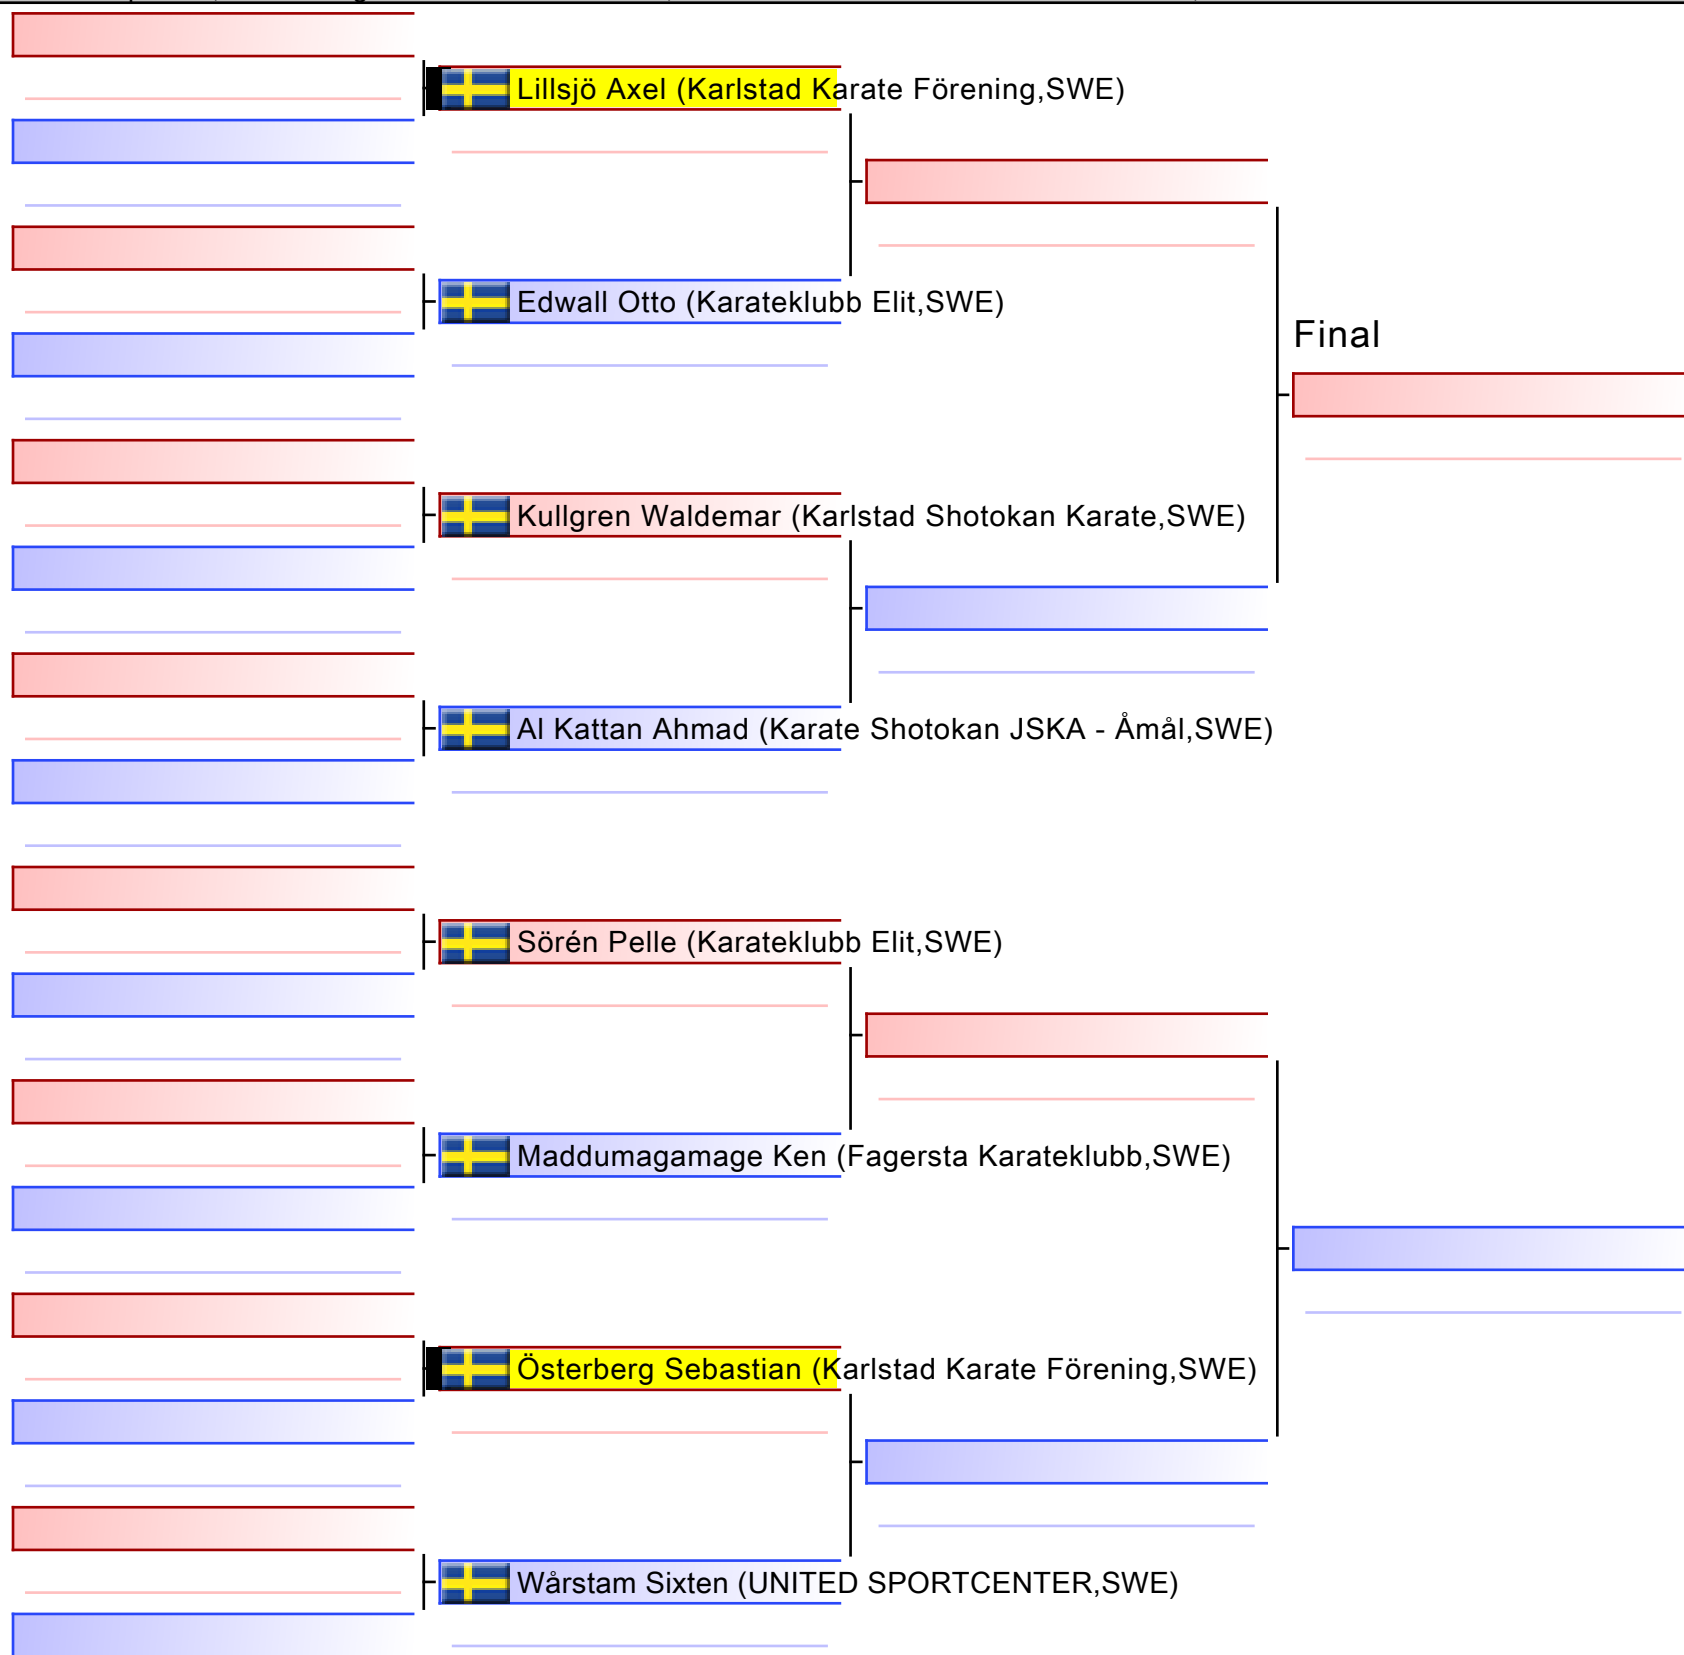 Lillsjö Axel (Karlstad Karate Förening,SWE)
Edwall Otto (Karateklubb Elit,SWE)
Final
Kullgren Waldemar (Karlstad Shotokan Karate,SWE)
Al Kattan Ahmad (Karate Shotokan JSKA - Åmål,SWE)
Sörén Pelle (Karateklubb Elit,SWE)
Maddumagamage Ken (Fagersta Karateklubb,SWE)
Österberg Sebastian (Karlstad Karate Förening,SWE)
Wårstam Sixten (UNITED SPORTCENTER,SWE)